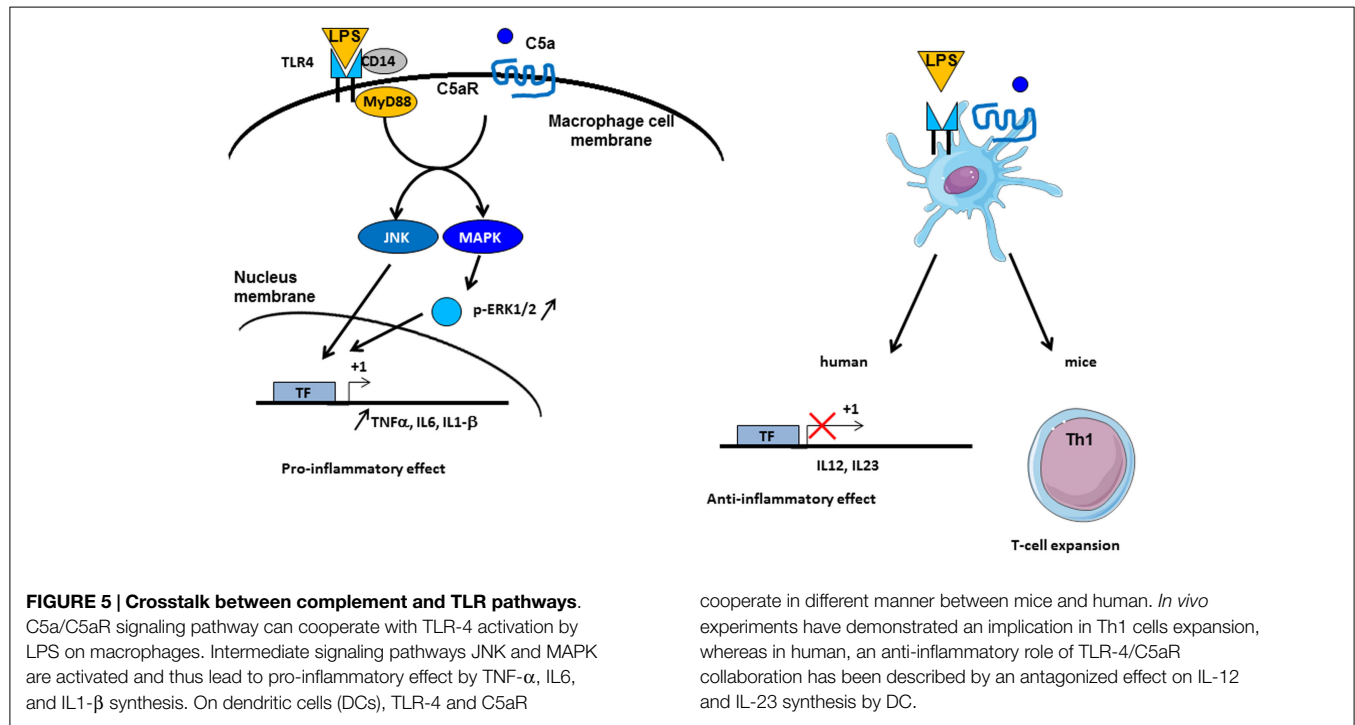 LPS
TLR4
CD14
MyD88
C5a
C5aR
Macrophage cell
membrane
JNK
MAPK
Nucleus
membrane
p-ERK1/2
+1
TF
TNFα, IL6, IL1-β
Pro-inflammatory effect
LPS
human
mice
+1
TF
IL12, IL23
Anti-inflammatory effect
Th1
T-cell expansion
FIGURE 5 | Crosstalk between complement and TLR pathways.
C5a/C5aR signaling pathway can cooperate with TLR-4 activation by
LPS on macrophages. Intermediate signaling pathways JNK and MAPK
are activated and thus lead to pro-inflammatory effect by TNF-α, IL6,
and IL1-β synthesis. On dendritic cells (DCs), TLR-4 and C5aR
cooperate in different manner between mice and human. In vivo
experiments have demonstrated an implication in Th1 cells expansion,
whereas in human, an anti-inflammatory role of TLR-4/C5aR
collaboration has been described by an antagonized effect on IL-12
and IL-23 synthesis by DC.